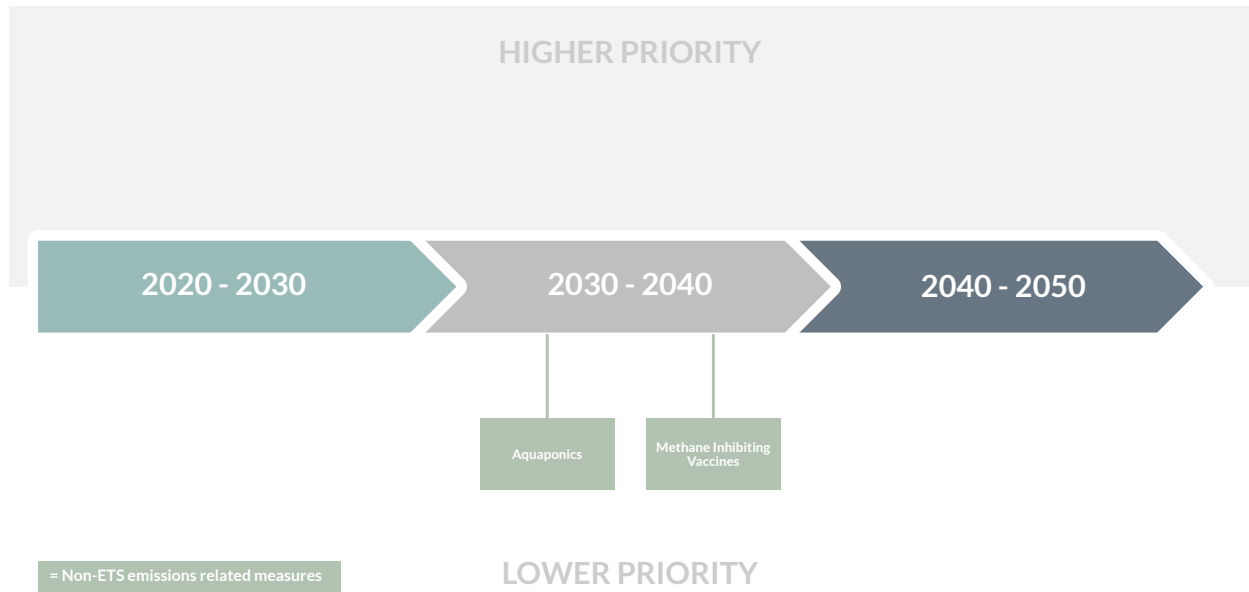 HIGHER PRIORITY
2020 - 2030
2030 - 2040
2040 - 2050
Aquaponics
Methane Inhibiting
Vaccines
= Non-ETS emissions related measures
LOWER PRIORITY